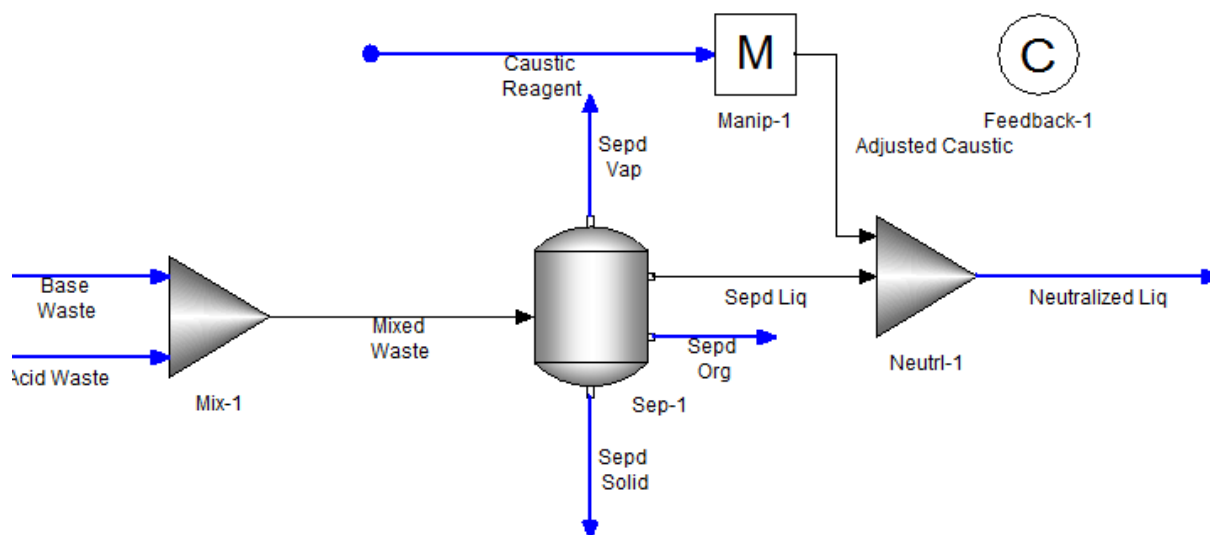 Caustic
Reagent
M
Manip-1
C
Feedback-1
Sepd
Vap
Adjusted Caustic
Base
Waste
Acid Waste
Mix-1
Mixed
Waste
Sepd Liq
Sepd
Org
Sep-1
Sepd
Solid
Neutrl-1
Neutralized Liq